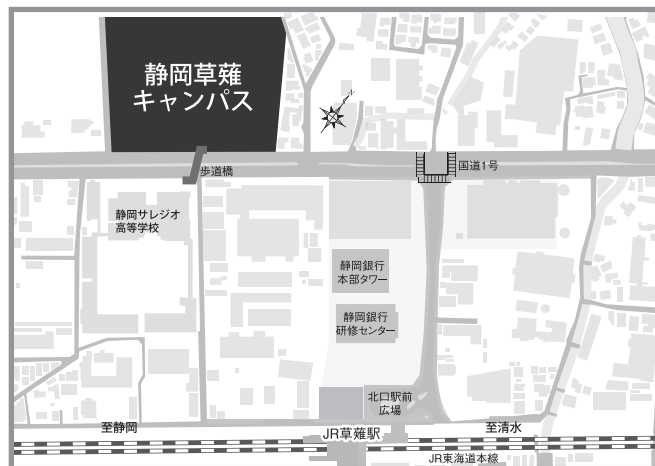 静岡草薙
キャンパス
N
歩道橋
国道1号
静岡サレジオ
高等学校
静岡銀行
本部タワー
静岡銀行
研修センター
北口駅前
広場
至静岡
JR草薙駅
至清水
JR東海道本線